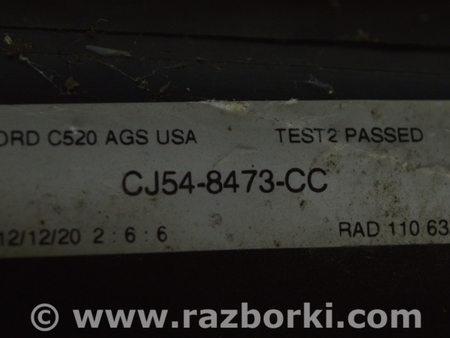 ORD C520 AGS USA TEST2 PASSED
CJ54-8473-CC
12/12/20 2 : 6 : 6 RAD 110 63
© www.razborki.com